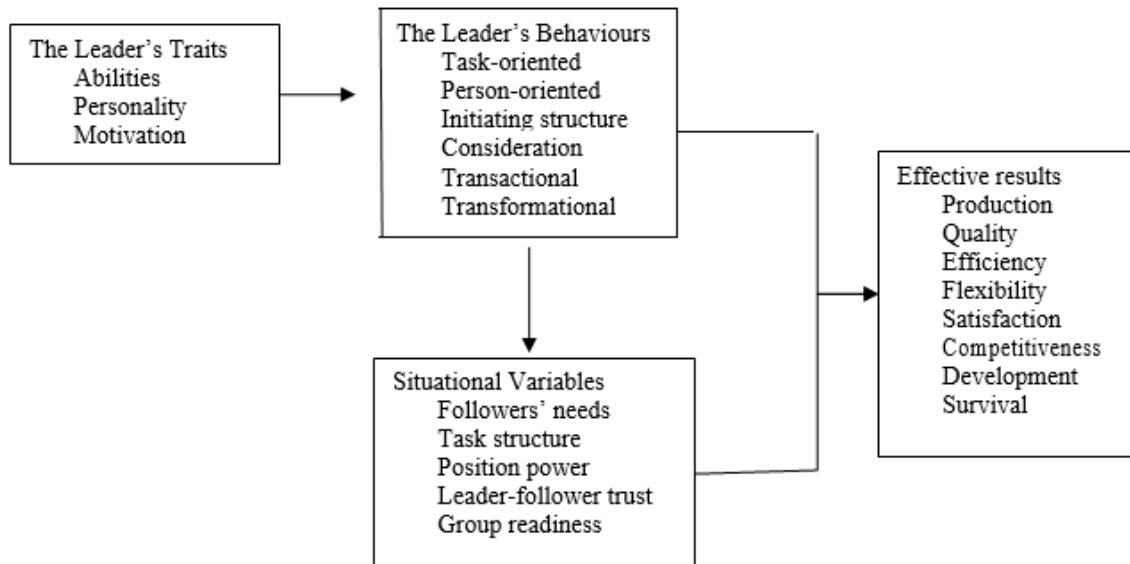 The Leader's Traits
Abilities
Personality
Motivation
The Leader's Behaviours
Task-oriented
Person-oriented
Initiating structure
Consideration
Transactional
Transformational
Situational Variables
Followers' needs
Task structure
Position power
Leader-follower trust
Group readiness
Effective results
Production
Quality
Efficiency
Flexibility
Satisfaction
Competitiveness
Development
Survival